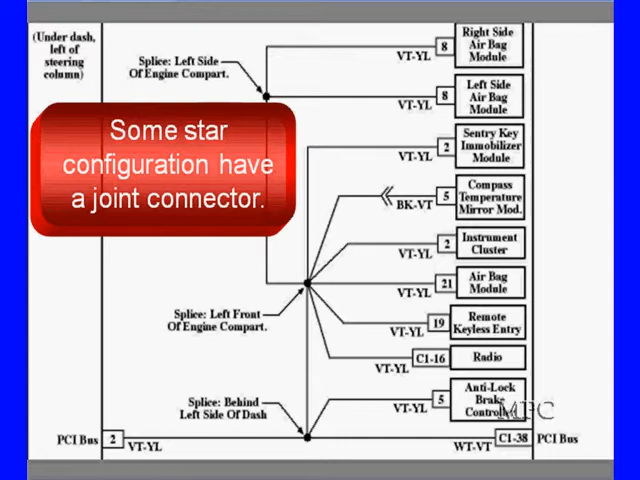 (Under dash,
left of
steering
column)
Splice: Left Side
Of Engine Compart.
VT-YL
8
Right Side
Air Bag
Module
VT-YL
8
Left Side
Air Bag
Module
Some star
configuration have
a joint connector.
VT-YL
2
Sentry Key
Immobilizer
Module
BK-VT
5
Compass
Temperature
Mirror Mod.
VT-YL
2
Instrument
Cluster
VT-YL
21
Air Bag
Module
Splice: Left Front
Of Engine Compart.
VT-YL
19
Remote
Keyless Entry
VT-YL
C1-16
Radio
Splice: Behind
Left Side Of Dash
VT-YL
5
Anti-Lock
Brake
Controller
MPC
PCI Bus
2
VT-YL
WT-VT
C1-38
PCI Bus